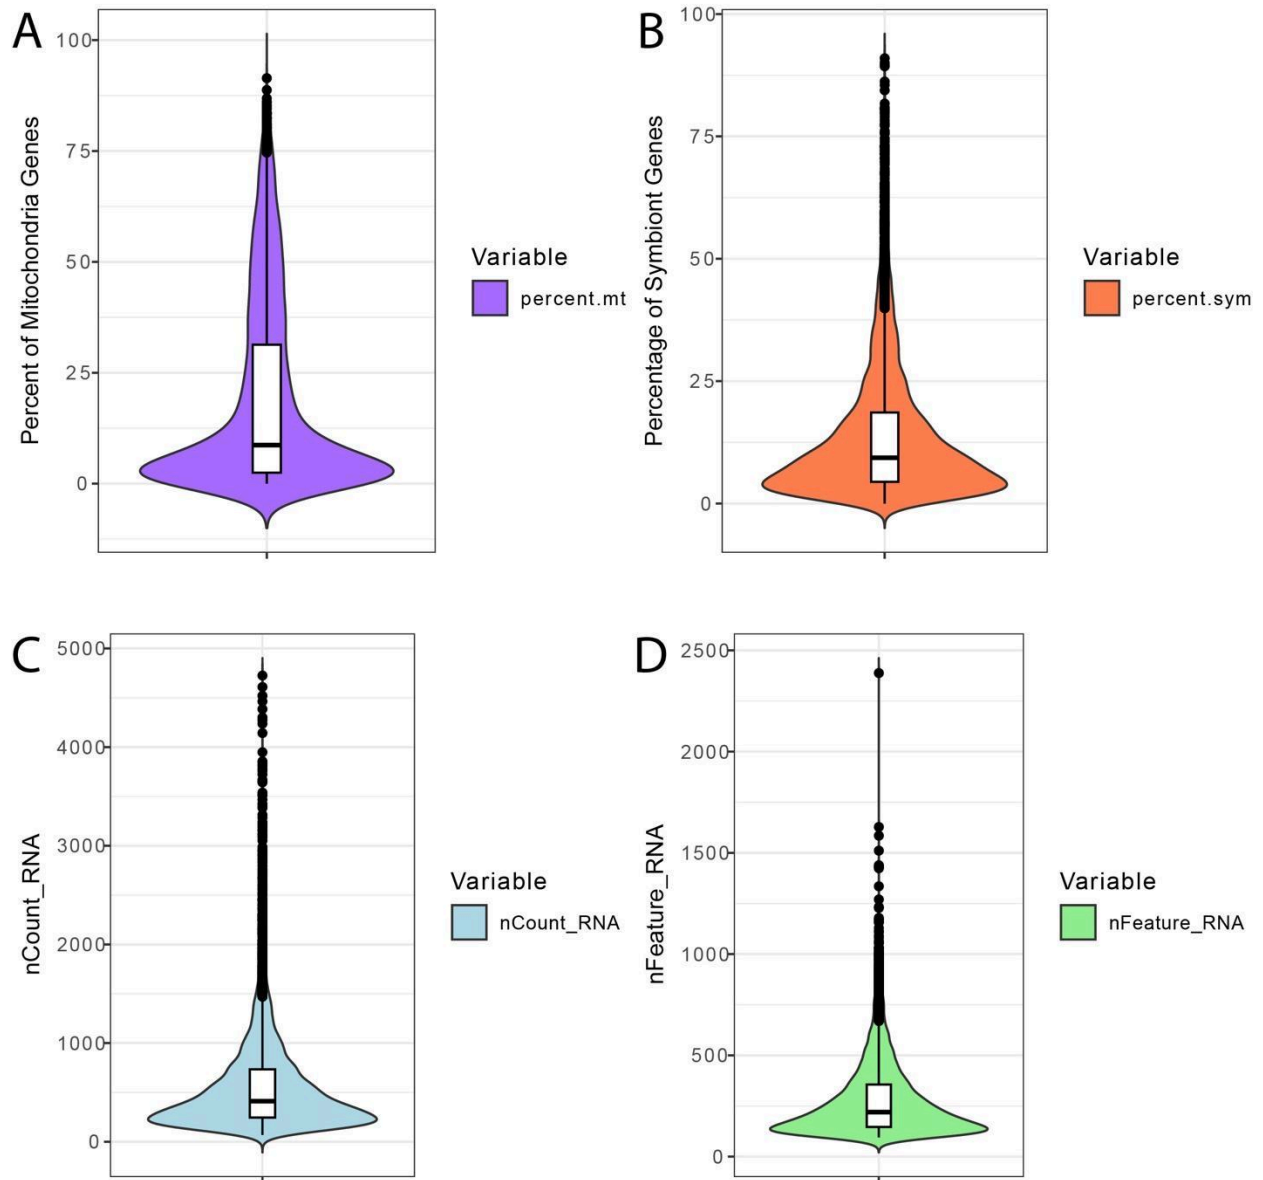 A
Percent of Mitochondria Genes
100
75
50
25
0
Variable
percent.mt
B
Percentage of Symbiont Genes
100
75
50
25
0
Variable
percent.sym
C
nCount_RNA
5000
4000
3000
2000
1000
0
Variable
nCount_RNA
D
nFeature_RNA
2500
2000
1500
1000
500
0
Variable
nFeature_RNA